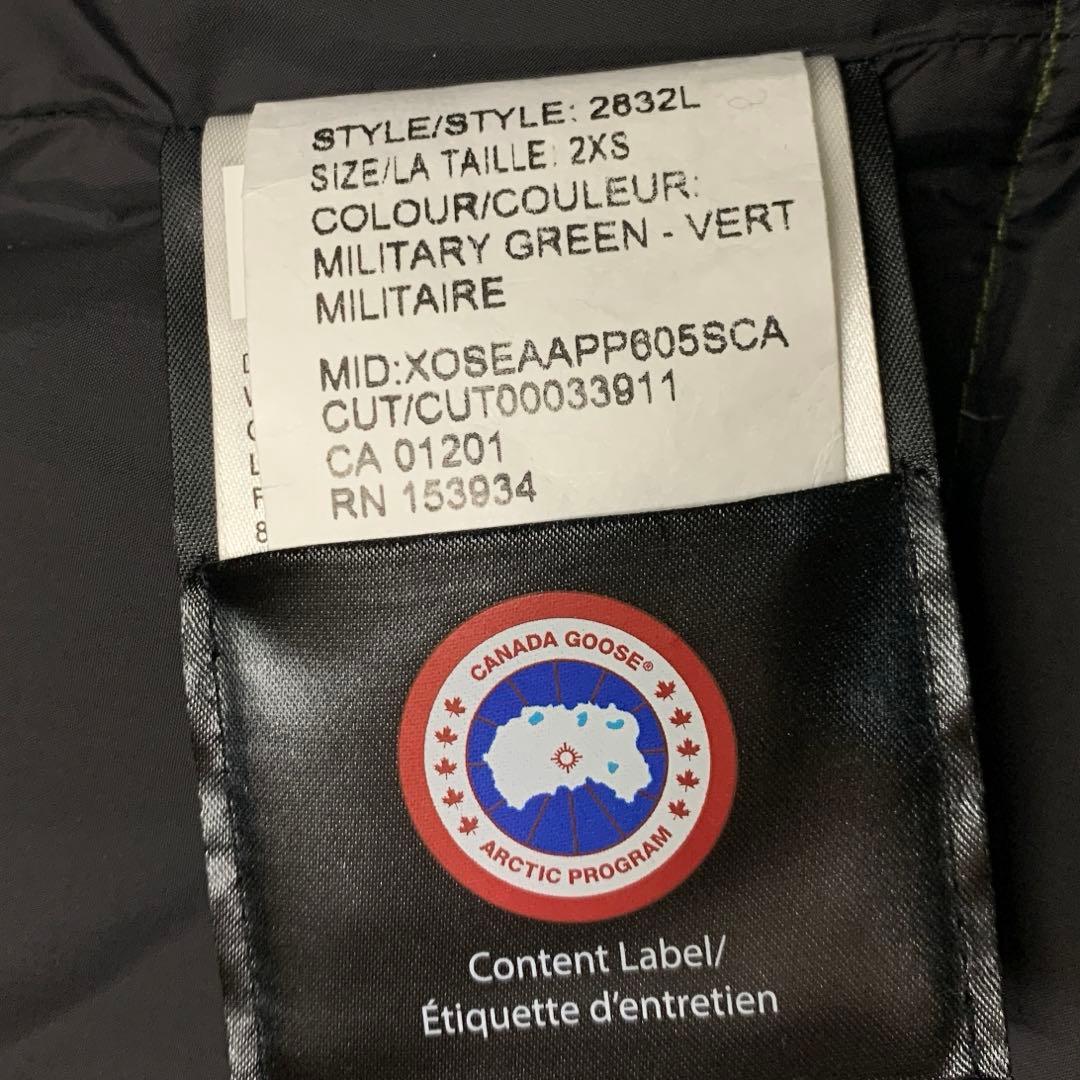 STYLE/STYLE: 2832L
SIZE/LA TAILLE: 2XS
COLOUR/COULEUR:
MILITARY GREEN - VERT
MILITAIRE
MID:XOSEAAPP605SCA
CUT/CUT00033911
CA 01201
RN 153934
CANADA GOOSE®
ARCTIC PROGRAM
Content Label/
Étiquette d'entretien